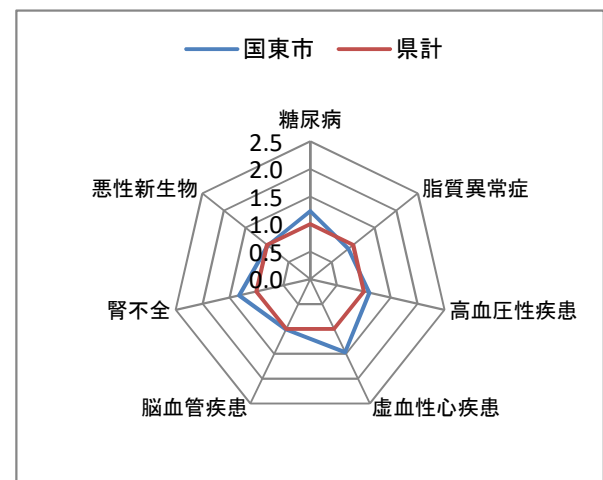 国東市 県計
糖尿病
2.5
2.0
1.5
1.0
0.5
0.0
脂質異常症
高血圧性疾患
虚血性心疾患
脳血管疾患
腎不全
悪性新生物